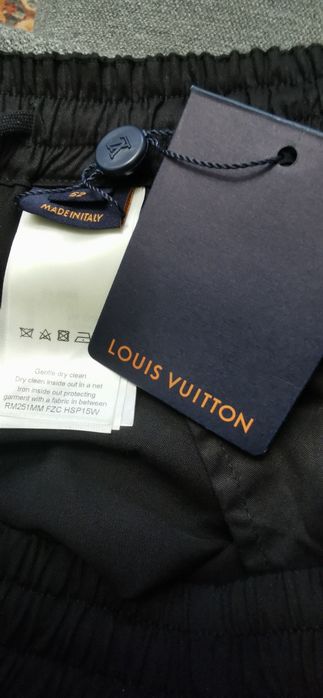 52
MADE IN ITALY
LOUIS VUITTON
Gentle dry clean
Dry clean inside out in a net
Iron inside out protecting
garment with a fabric in between
RM251MM FZC HSP15W